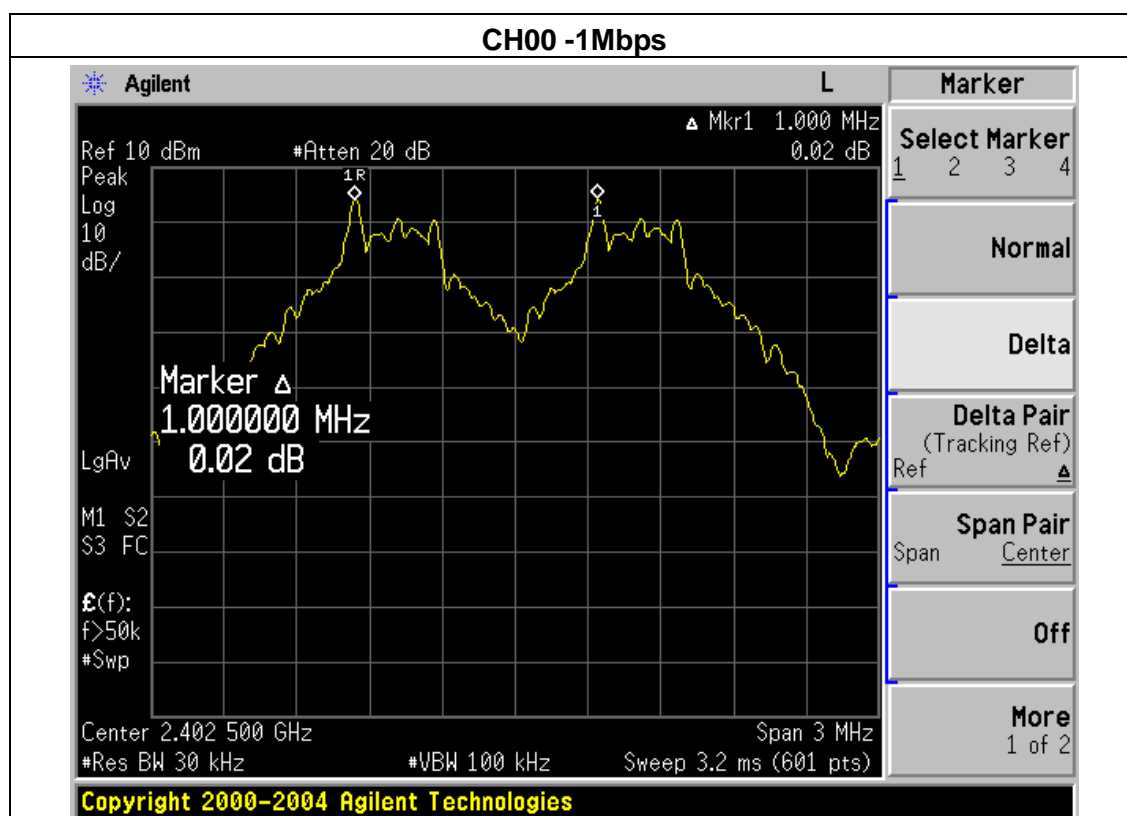 CH00 -1Mbps
Agilent L Marker
Δ Mkr1 1.000 MHz
Ref 10 dBm #Atten 20 dB 0.02 dB
Peak
Log
10
dB/
1R
1
Marker Δ
1.000000 MHz
0.02 dB
LgAv
M1 S2
S3 FC
£(f):
f>50k
#Swp
Center 2.402 500 GHz Span 3 MHz
#Res BW 30 kHz #VBW 100 kHz Sweep 3.2 ms (601 pts)
Copyright 2000-2004 Agilent Technologies
Select Marker
1 2 3 4
Normal
Delta
Delta Pair
(Tracking Ref)
Ref Δ
Span Pair
Span Center
Off
More
1 of 2